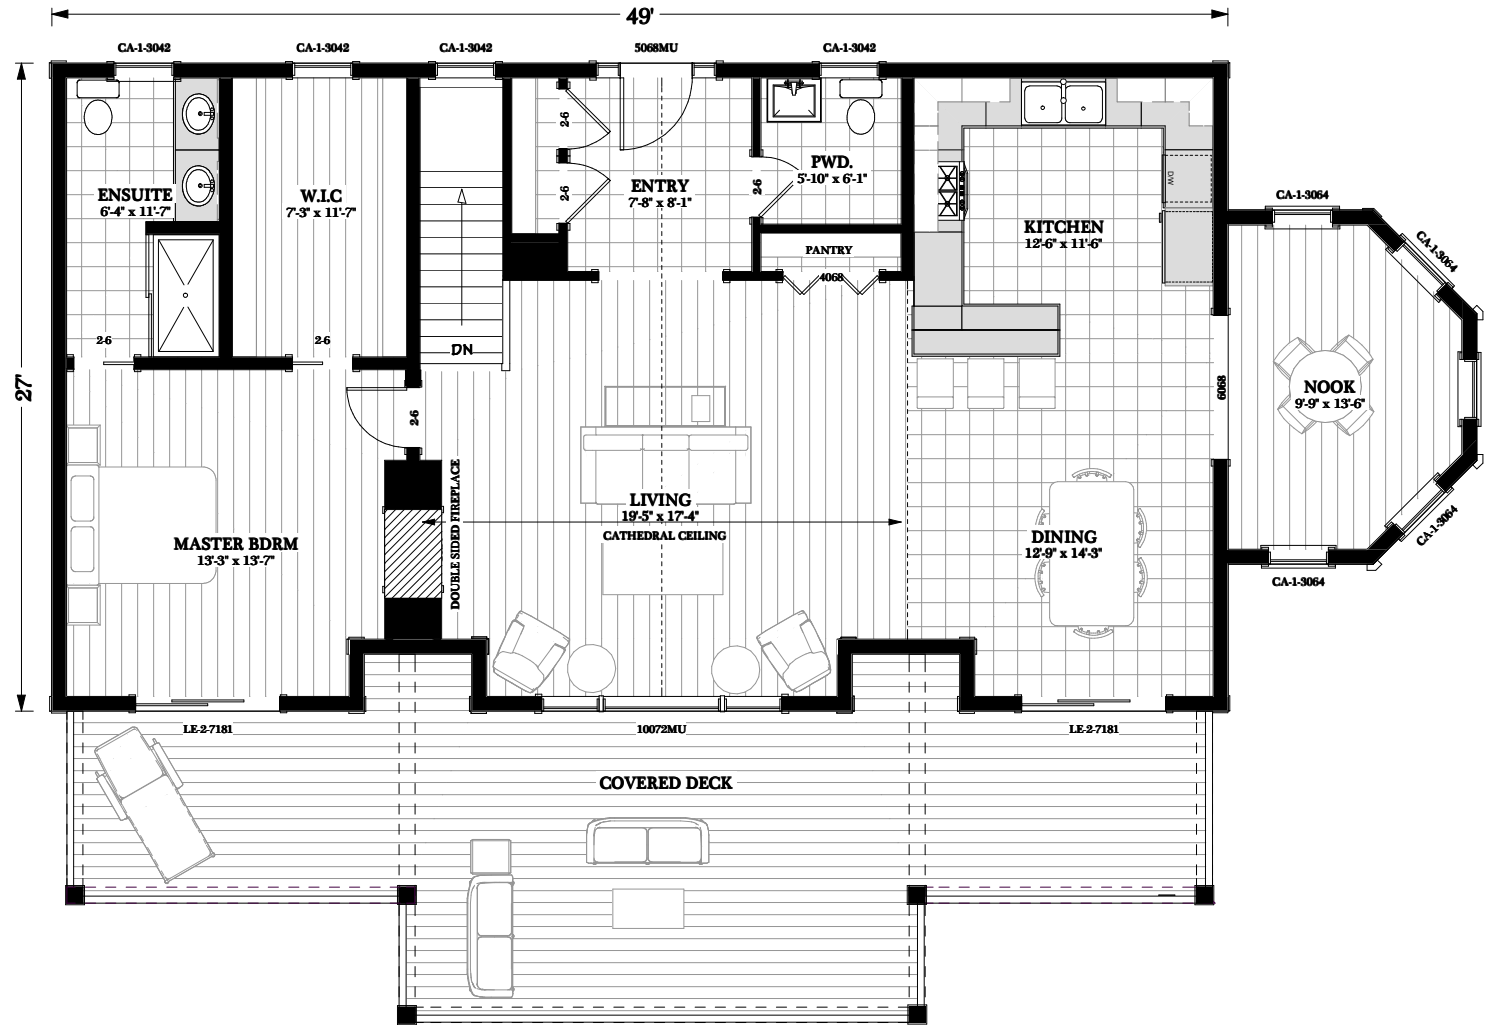 49'
CA-1-3042
CA-1-3042
CA-1-3042
5068MU
CA-1-3042
27'
ENSUITE
6'-4" x 11'-7"
W.I.C
7'-3" x 11'-7"
2-6
2-6
ENTRY
7'-8" x 8'-1"
2-6
PWD.
5'-10" x 6'-1"
PANTRY
4068
D/W
KITCHEN
12'-6" x 11'-6"
CA-1-3064
CA-1-3064
2-6
2-6
DN
2-6
6068
NOOK
9'-9" x 13'-6"
MASTER BDRM
13'-3" x 13'-7"
DOUBLE SIDED FIREPLACE
LIVING
19'-5" x 17'-4"
CATHEDRAL CEILING
DINING
12'-9" x 14'-3"
CA-1-3064
CA-1-3064
LE-2-7181
10072MU
LE-2-7181
COVERED DECK